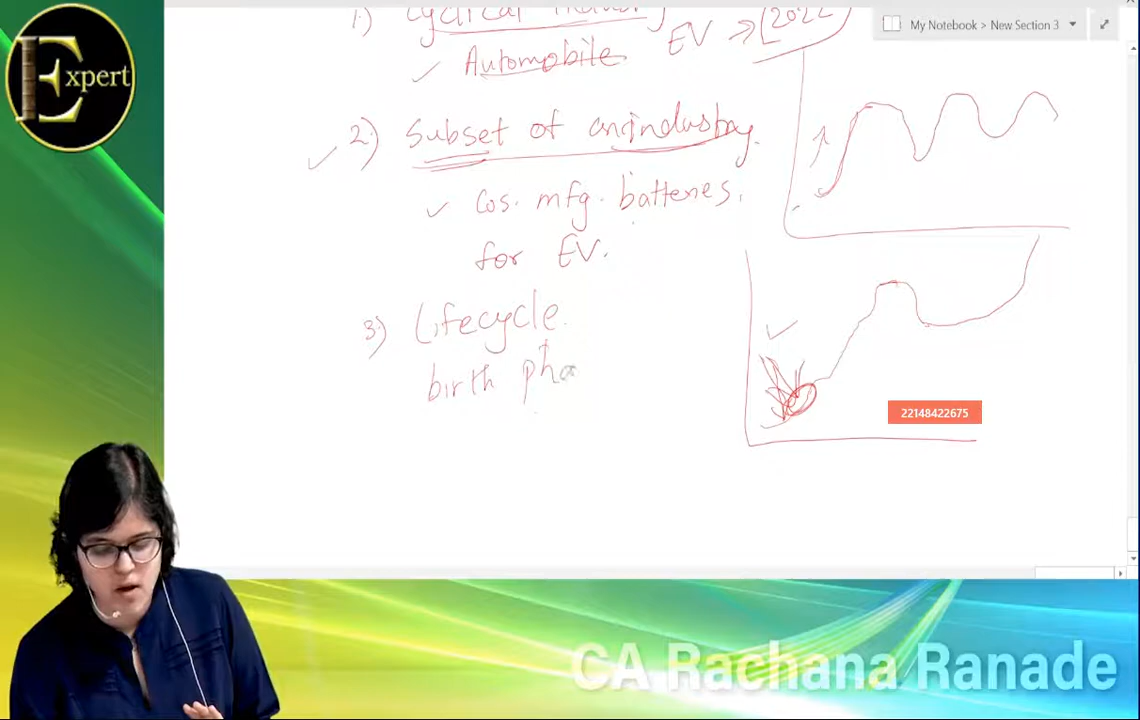 Expert
My Notebook > New Section 3
1.) Cyclical
EV → (2022
Automobile
2.) Subset of an industry.
Cos. mfg. batteries.
for EV.
3.) Lifecycle.
birth pha
22148422675
CA Rachana Ranade